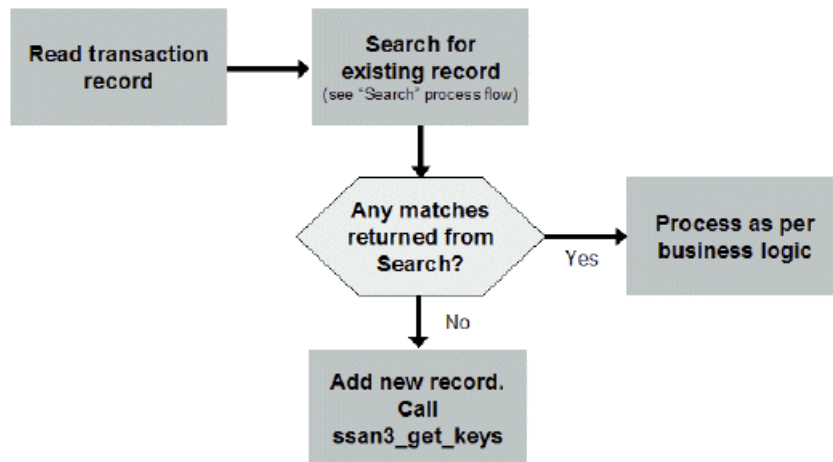 Read transaction
record
Search for
existing record
(see "Search" process flow)
Any matches
returned from
Search?
Yes
Process as per
business logic
No
Add new record.
Call
ssan3_get_keys